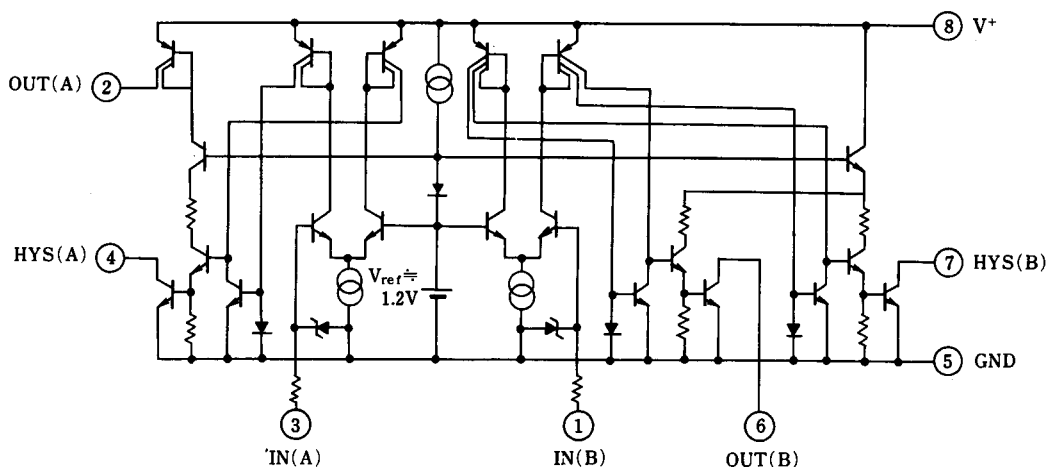 ⑧ V⁺
OUT(A) ②
HYS(A) ④
Vref≒
1.2V
⑦ HYS(B)
⑤ GND
③
'IN(A)
①
IN(B)
⑥
OUT(B)